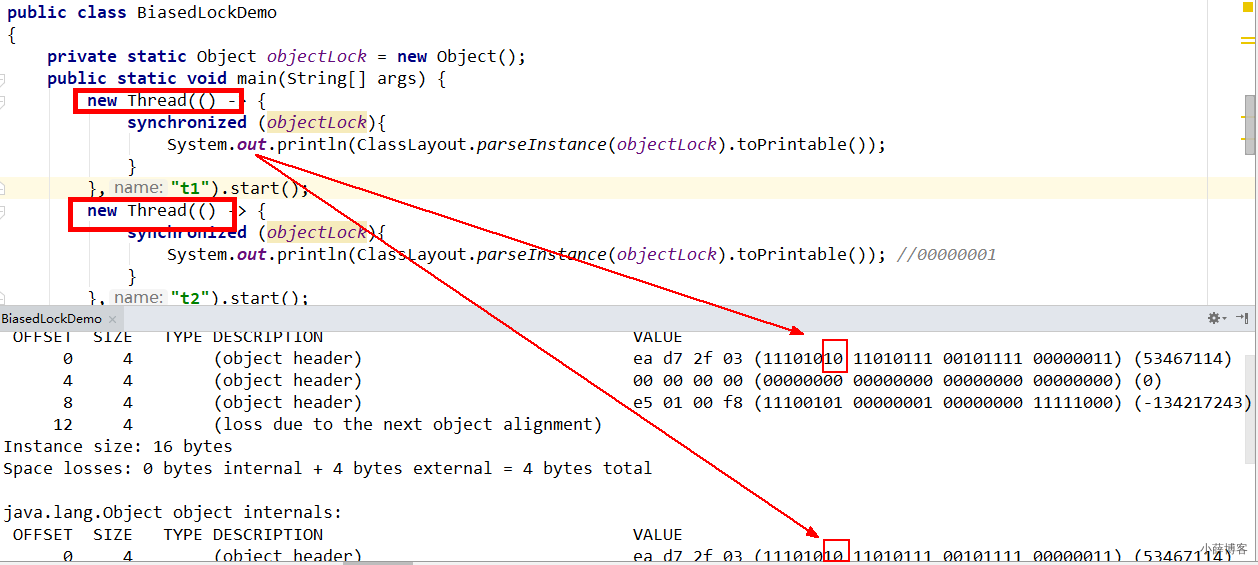 public class BiasedLockDemo
{
private static Object objectLock = new Object();
public static void main(String[] args) {
new Thread(() -> {
synchronized (objectLock){
System.out.println(ClassLayout.parseInstance(objectLock).toPrintable());
}
}, name: "t1").start();
new Thread(() -> {
synchronized (objectLock){
System.out.println(ClassLayout.parseInstance(objectLock).toPrintable()); //00000001
}
}, name: "t2").start();
BiasedLockDemo ×
OFFSET SIZE TYPE DESCRIPTION VALUE
0 4 (object header) ea d7 2f 03 (11101010 11010111 00101111 00000011) (53467114)
4 4 (object header) 00 00 00 00 (00000000 00000000 00000000 00000000) (0)
8 4 (object header) e5 01 00 f8 (11100101 00000001 00000000 11111000) (-134217243)
12 4 (loss due to the next object alignment)
Instance size: 16 bytes
Space losses: 0 bytes internal + 4 bytes external = 4 bytes total
java.lang.Object object internals:
OFFSET SIZE TYPE DESCRIPTION VALUE
0 4 (object header) ea d7 2f 03 (11101010 11010111 00101111 00000011) (53467114)
小薛博客